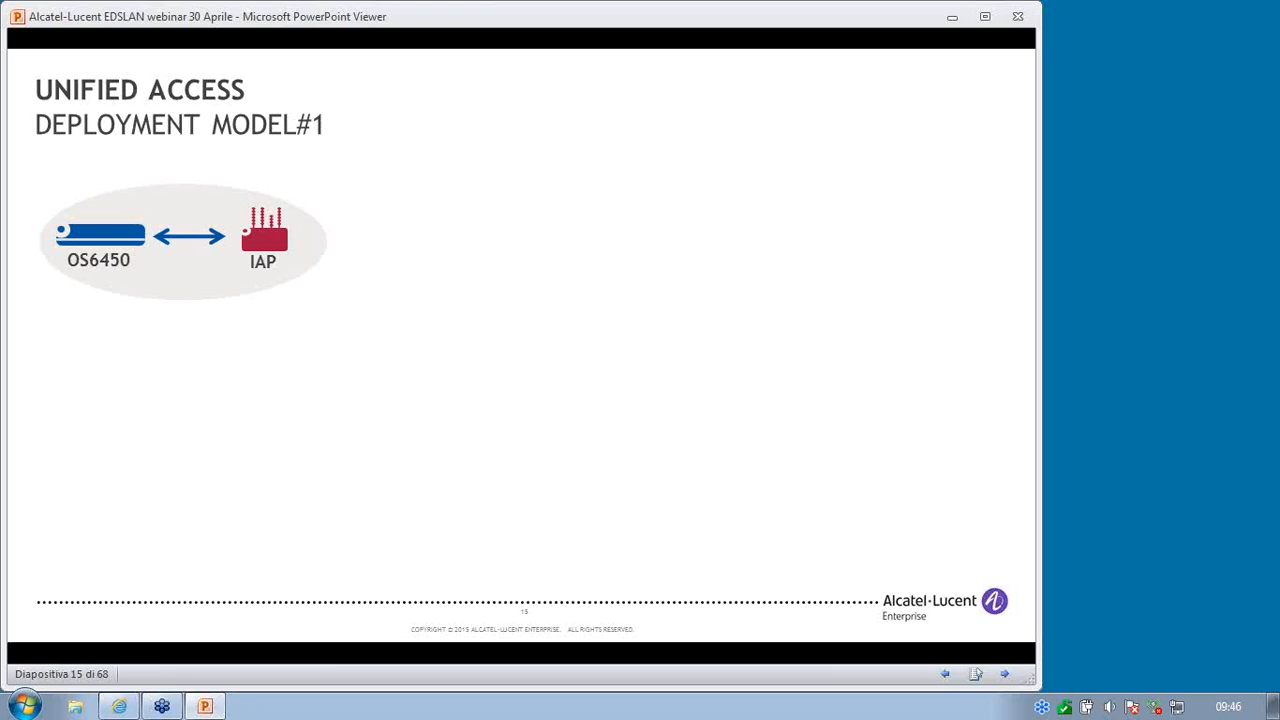 Alcatel-Lucent EDSLAN webinar 30 Aprile - Microsoft PowerPoint Viewer
UNIFIED ACCESS
DEPLOYMENT MODEL#1
OS6450
IAP
Alcatel·Lucent
Enterprise
15
COPYRIGHT © 2015 ALCATEL-LUCENT ENTERPRISE. ALL RIGHTS RESERVED.
Diapositiva 15 di 68
09:46